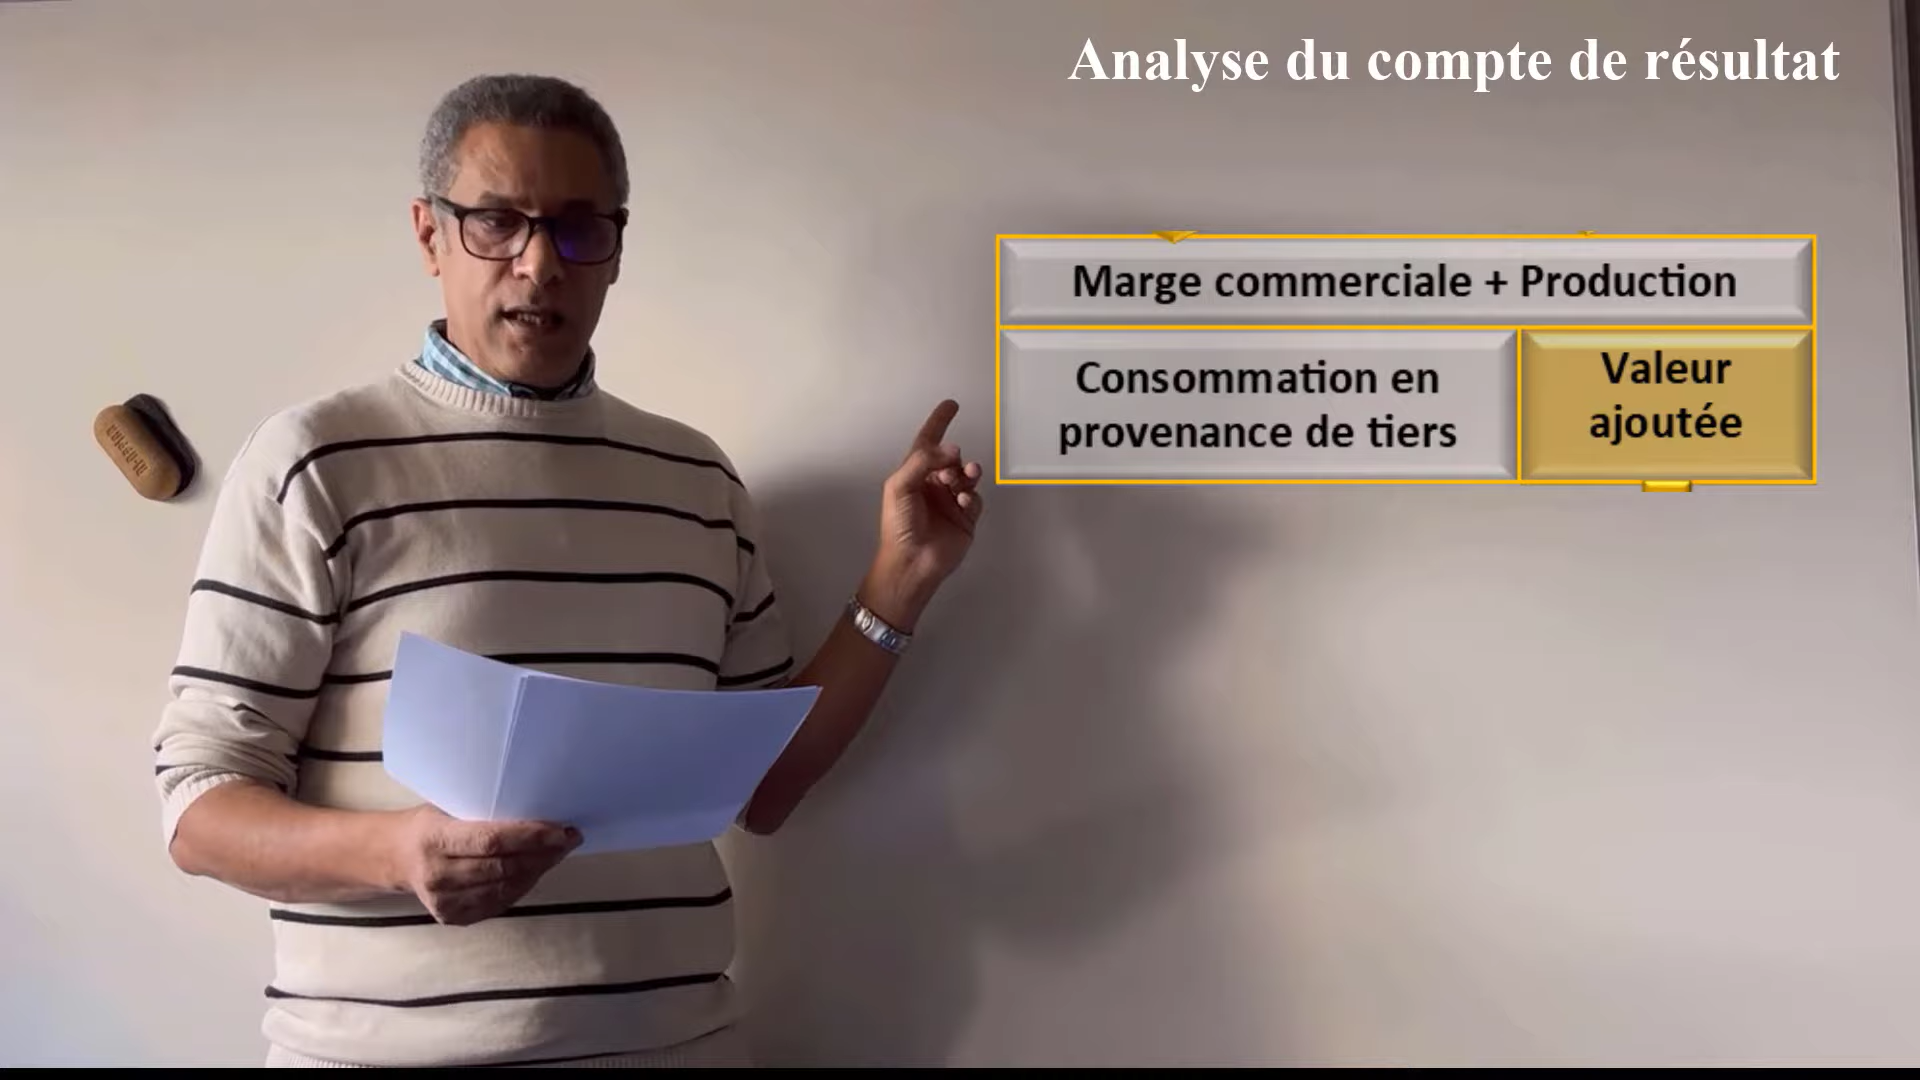 Analyse du compte de résultat
Marge commerciale + Production
Consommation en
provenance de tiers
Valeur
ajoutée